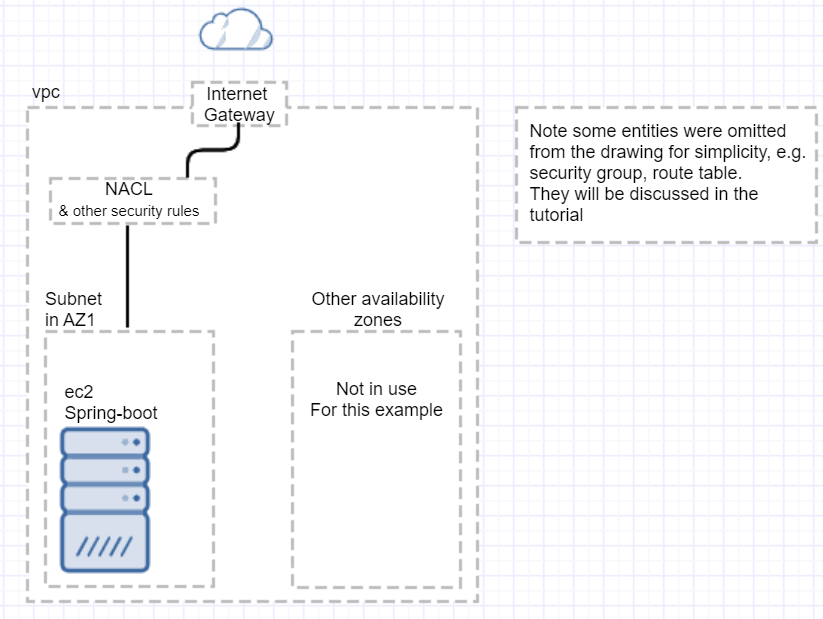 vpc
Internet
Gateway
NACL
& other security rules
Note some entities were omitted
from the drawing for simplicity, e.g.
security group, route table.
They will be discussed in the
tutorial
Subnet
in AZ1
Other availability
zones
ec2
Spring-boot
Not in use
For this example